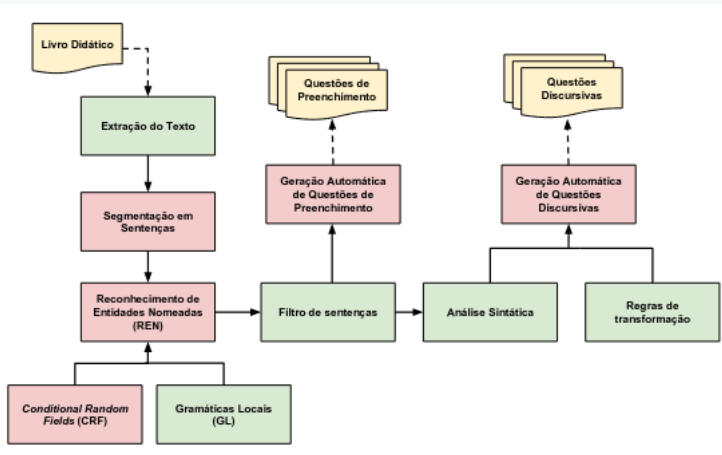 Livro Didático
Extração do Texto
Segmentação em
Sentenças
Reconhecimento de
Entidades Nomeadas
(REN)
Conditional Random
Fields (CRF)
Gramáticas Locais
(GL)
Filtro de sentenças
Geração Automática
de Questões de
Preenchimento
Questões de
Preenchimento
Análise Sintática
Regras de
transformação
Geração Automática
de Questões
Discursivas
Questões
Discursivas